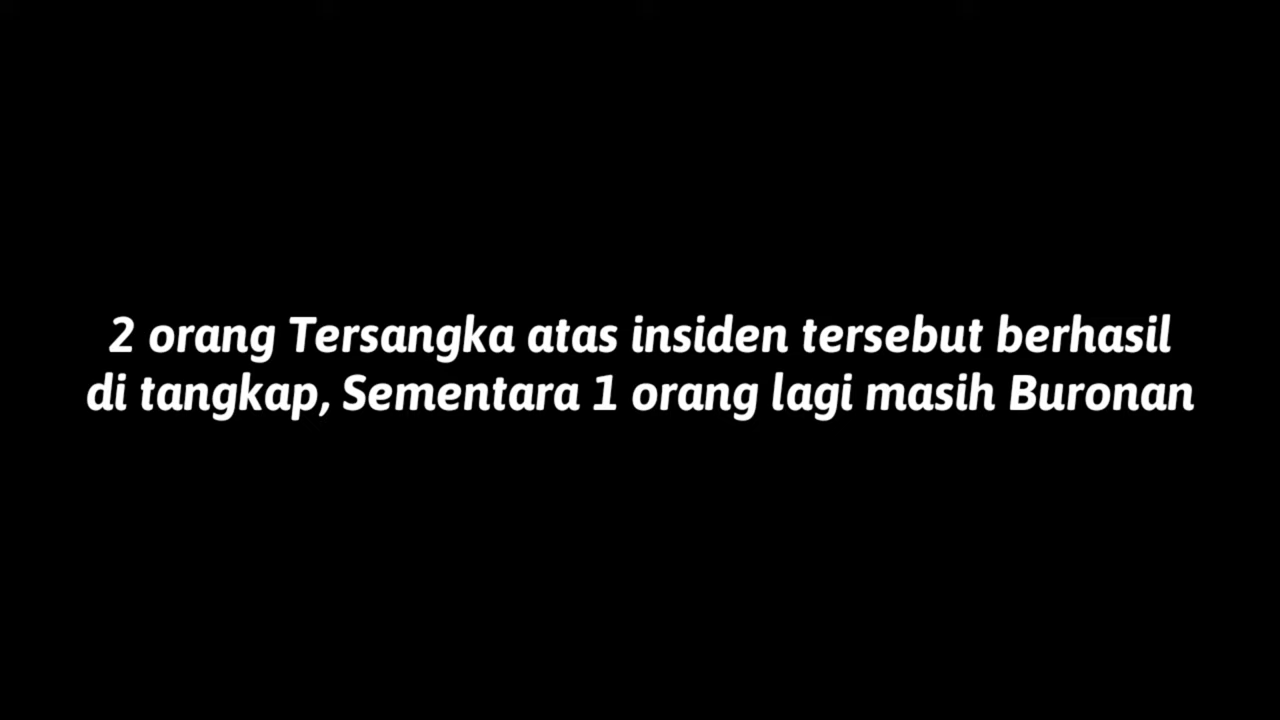 2 orang Tersangka atas insiden tersebut berhasil
di tangkap, Sementara 1 orang lagi masih Buronan